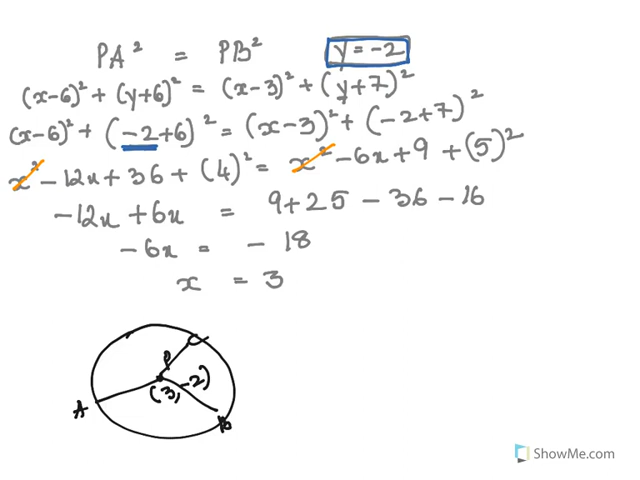 PA² = PB² y = -2
(x-6)² + (y+6)² = (x-3)² + (y+7)²
(x-6)² + (-2+6)² = (x-3)² + (-2+7)²
x² - 12x + 36 + (4)² = x² - 6x + 9 + (5)²
-12x + 6x = 9+25 - 36 - 16
-6x = - 18
x = 3
C
P
(3, -2)
A
B
ShowMe.com